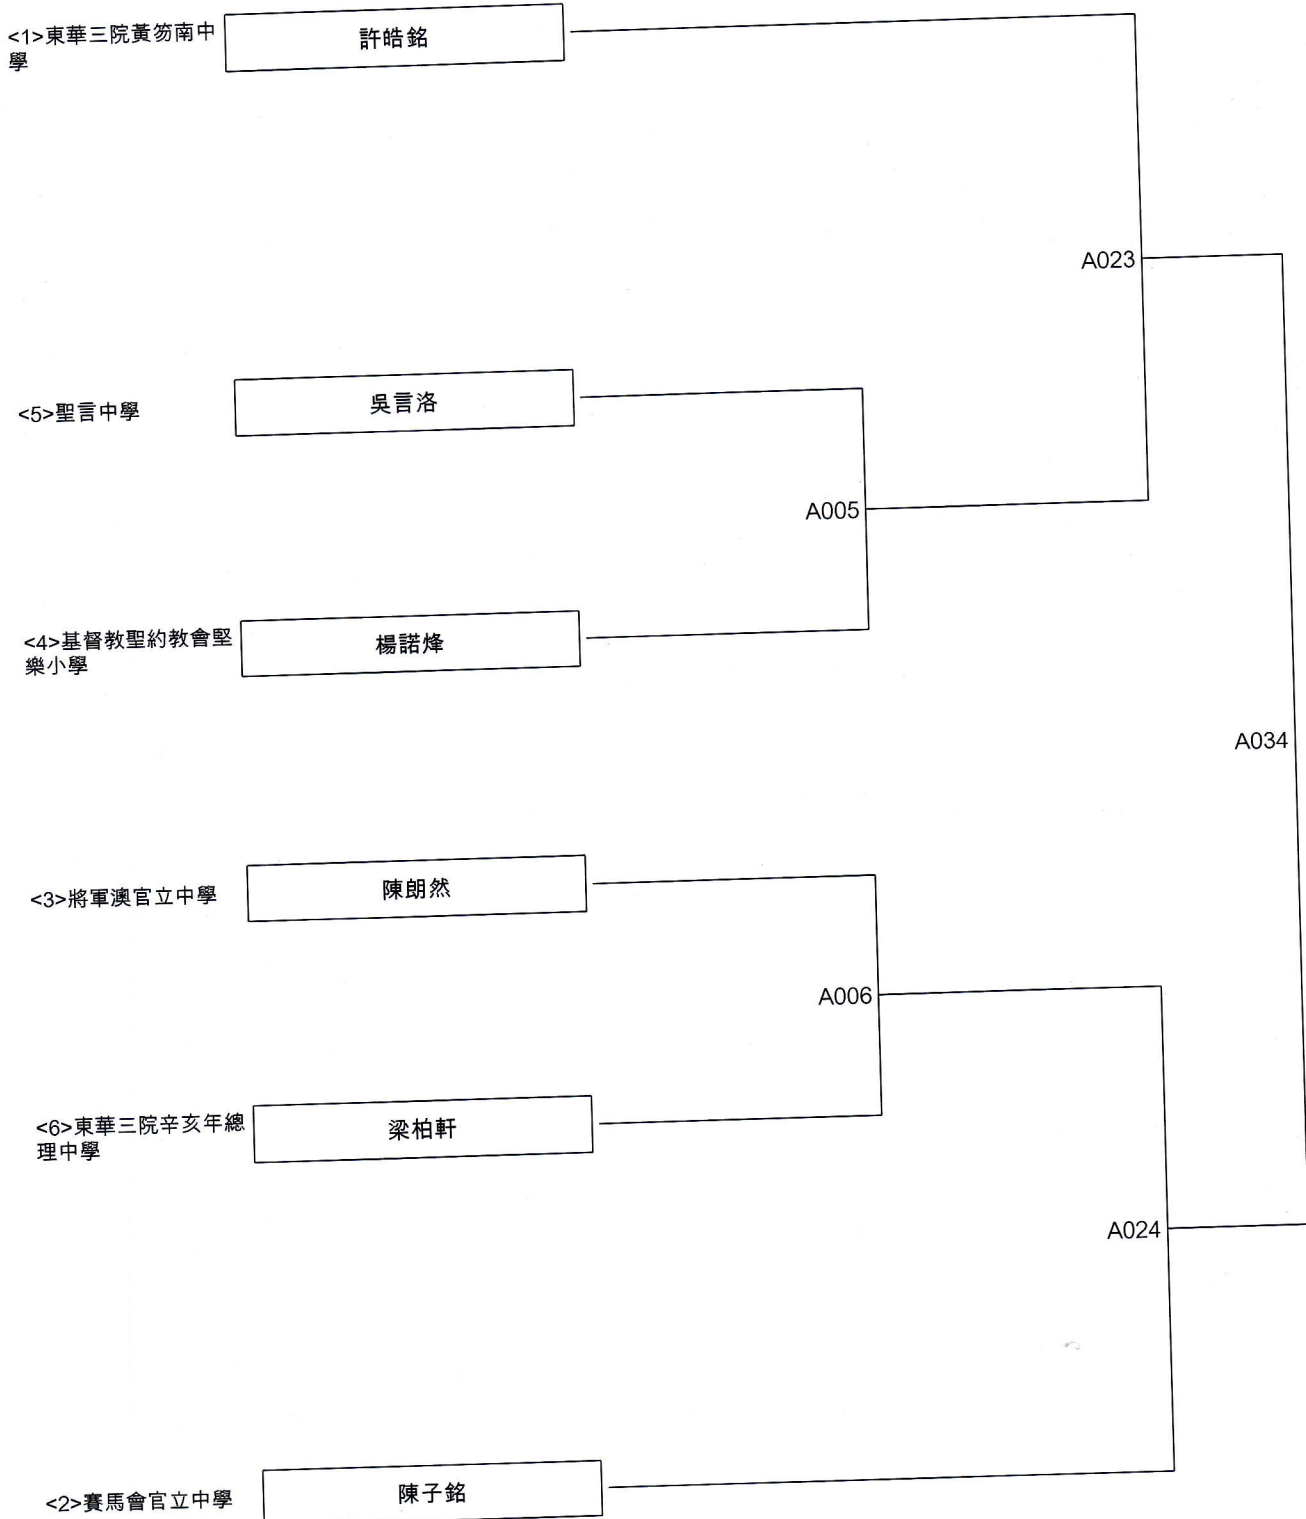 <1>東華三院黃笏南中
學
許皓銘
A023
<5>聖言中學
吳言洛
A005
<4>基督教聖約教會堅
樂小學
楊諾烽
A034
<3>將軍澳官立中學
陳朗然
A006
<6>東華三院辛亥年總
理中學
梁柏軒
A024
<2>賽馬會官立中學
陳子銘